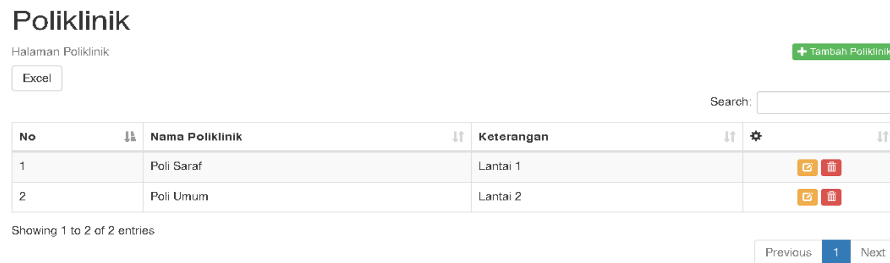 Poliklinik
Halaman Poliklinik
Tambah Poliklinik
Excel
Search:
No Nama Poliklinik Keterangan
1 Poli Saraf Lantai 1
2 Poli Umum Lantai 2
Showing 1 to 2 of 2 entries
Previous 1 Next